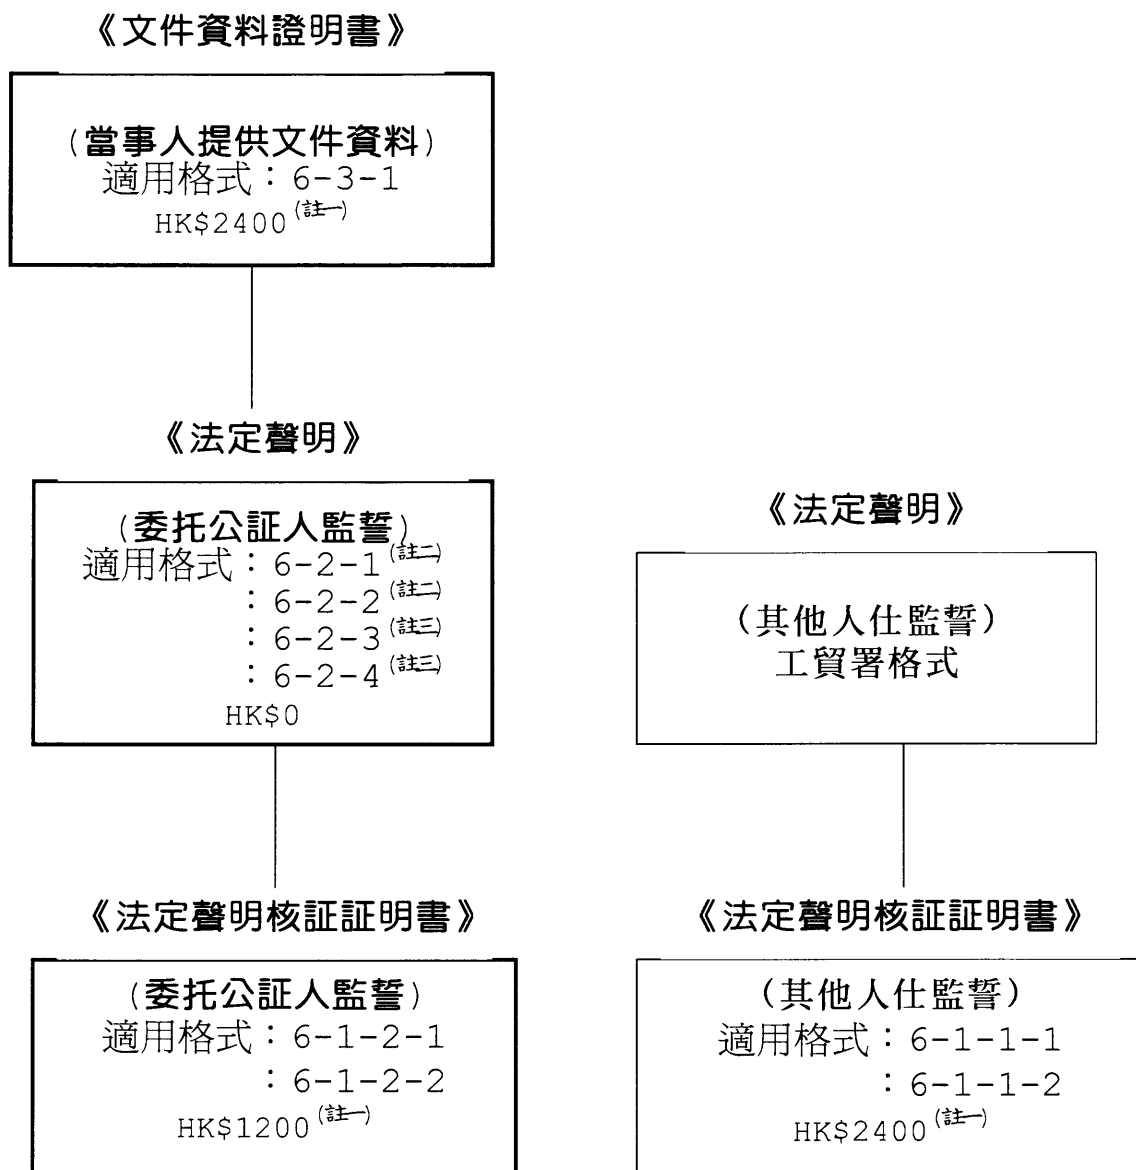 《文件資料證明書》
(當事人提供文件資料)
適用格式：6-3-1
HK$2400(註一)
《法定聲明》
(委托公証人監誓)
適用格式：6-2-1(註二)
：6-2-2(註二)
：6-2-3(註三)
：6-2-4(註三)
HK$0
《法定聲明》
(其他人仕監誓)
工貿署格式
《法定聲明核証証明書》
(委托公証人監誓)
適用格式：6-1-2-1
：6-1-2-2
HK$1200(註一)
《法定聲明核証証明書》
(其他人仕監誓)
適用格式：6-1-1-1
：6-1-1-2
HK$2400(註一)